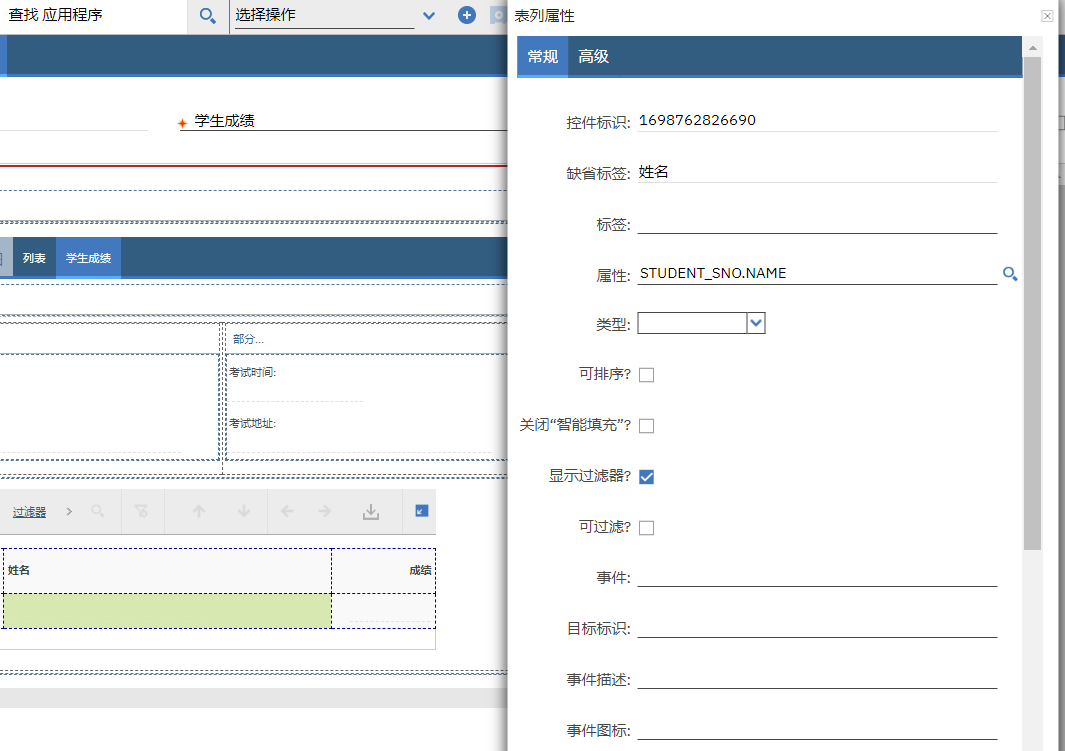 查找 应用程序
选择操作
学生成绩
列表
学生成绩
部分...
考试时间:
考试地址:
过滤器
姓名
成绩
表列属性
常规
高级
控件标识: 1698762826690
缺省标签: 姓名
标签:
属性: STUDENT_SNO.NAME
类型:
可排序?
关闭“智能填充”?
显示过滤器?
可过滤?
事件:
目标标识:
事件描述:
事件图标: